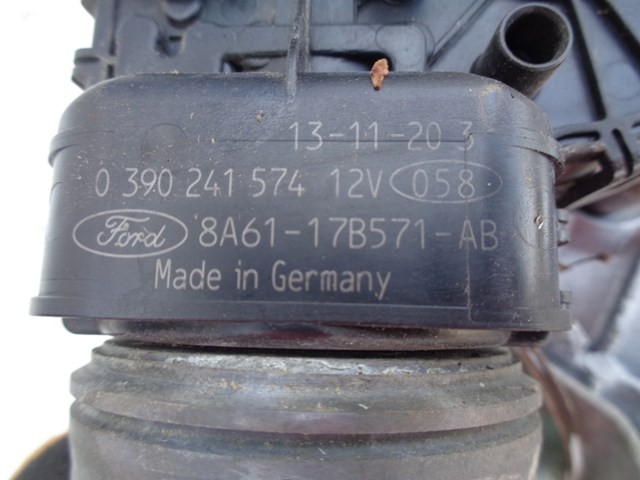 13-11-20 3
0 390 241 574 12V 058
Ford 8A61-17B571-AB
Made in Germany